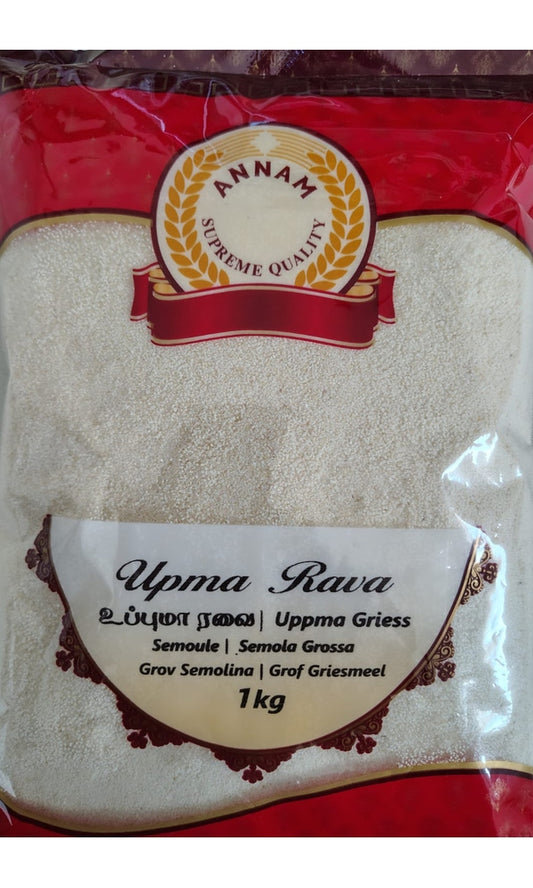 ANNAM
SUPREME QUALITY
Upma Rava
உப்புமா ரவை | Uppma Griess
Semoule | Semola Grossa
Grov Semolina | Grof Griesmeel
1kg